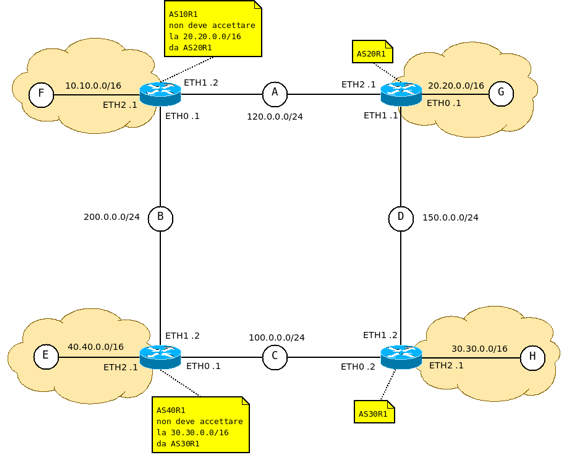 AS10R1
non deve accettare
la 20.20.0.0/16
da AS20R1
AS20R1
10.10.0.0/16
F
ETH2 .1
ETH1 .2
ETH0 .1
A
120.0.0.0/24
ETH2 .1
20.20.0.0/16
G
ETH0 .1
ETH1 .1
200.0.0.0/24
B
D
150.0.0.0/24
ETH1 .2
40.40.0.0/16
E
ETH2 .1
ETH0 .1
100.0.0.0/24
C
ETH1 .2
ETH0 .2
30.30.0.0/16
H
ETH2 .1
AS40R1
non deve accettare
la 30.30.0.0/16
da AS30R1
AS30R1